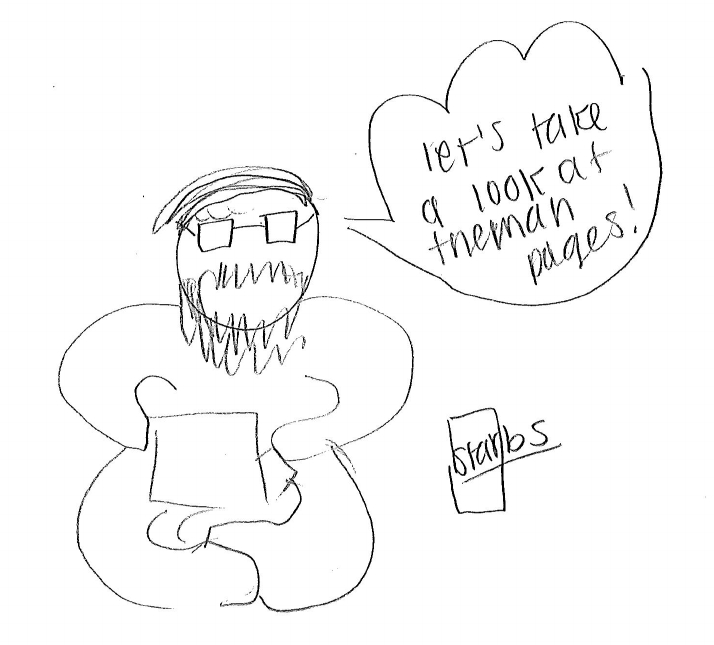 let's take
a look at
the man
pages!
starbs